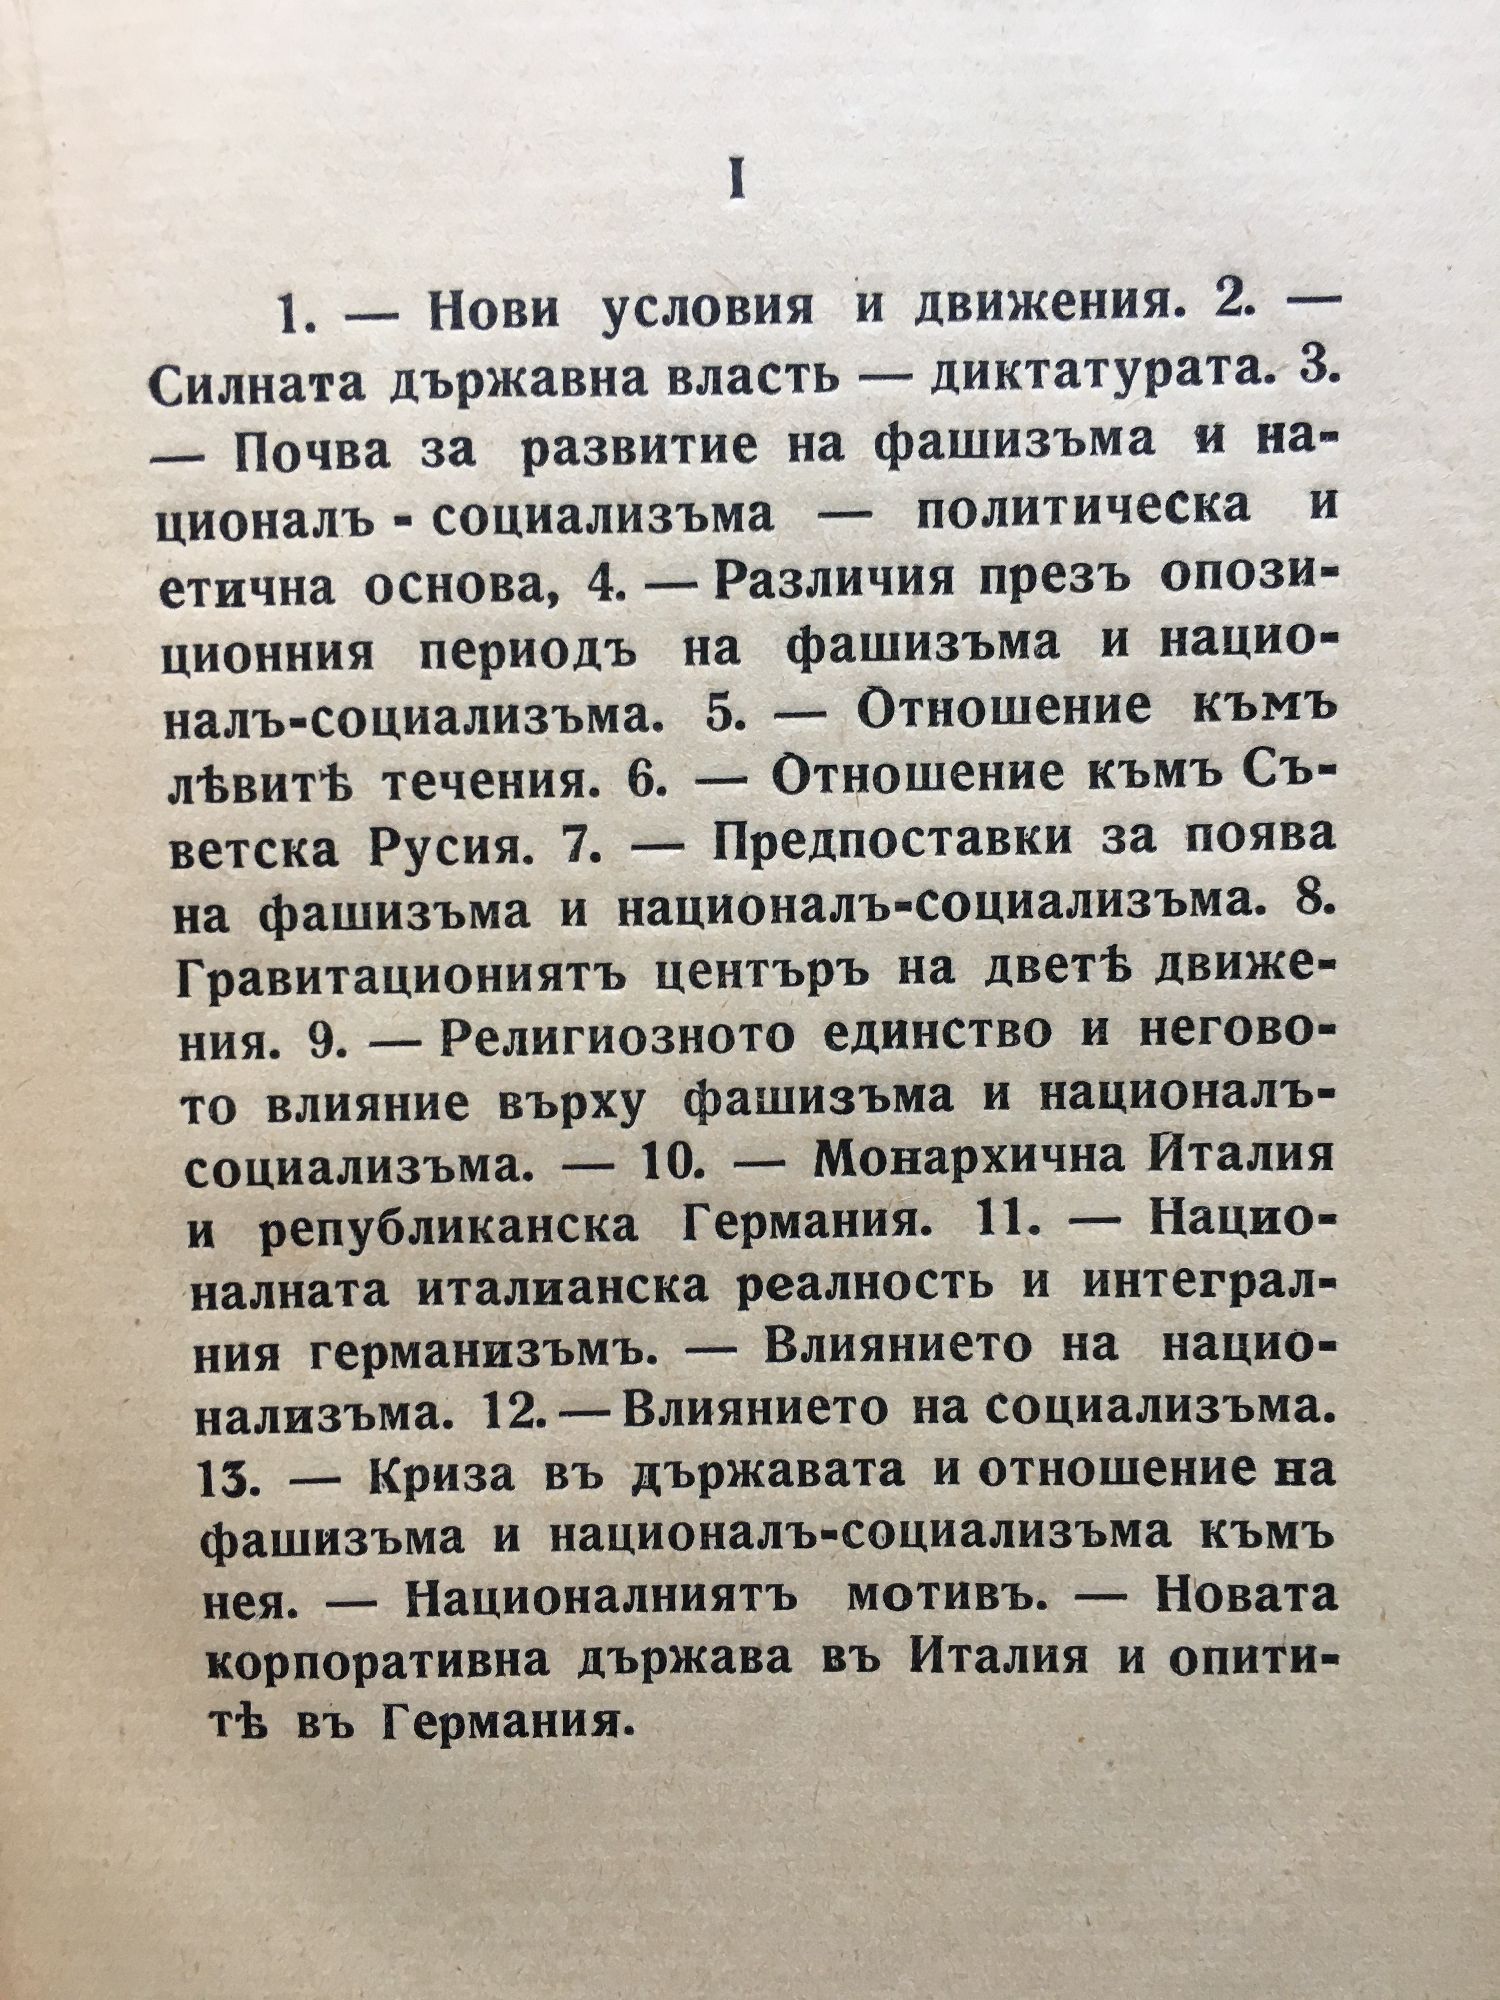 I
1. — Нови условия и движения. 2. —
Силната държавна власть — диктатурата. 3.
— Почва за развитие на фашизъма и на-
ционалъ - социализъма — политическа и
етична основа, 4. — Различия презъ опози-
ционния периодъ на фашизъма и нацио-
налъ-социализъма. 5. — Отношение къмъ
лѣвитѣ течения. 6. — Отношение къмъ Съ-
ветска Русия. 7. — Предпоставки за поява
на фашизъма и националъ-социализъма. 8.
Гравитациониятъ центъръ на дветѣ движе-
ния. 9. — Религиозното единство и негово-
то влияние върху фашизъма и националъ-
социализъма. — 10. — Монархична Италия
и републиканска Германия. 11. — Нацио-
налната италианска реалность и интеграл-
ния германизъмъ. — Влиянието на нацио-
нализъма. 12. — Влиянието на социализъма.
13. — Криза въ държавата и отношение на
фашизъма и националъ-социализъма къмъ
нея. — Националниятъ мотивъ. — Новата
корпоративна държава въ Италия и опити-
тѣ въ Германия.